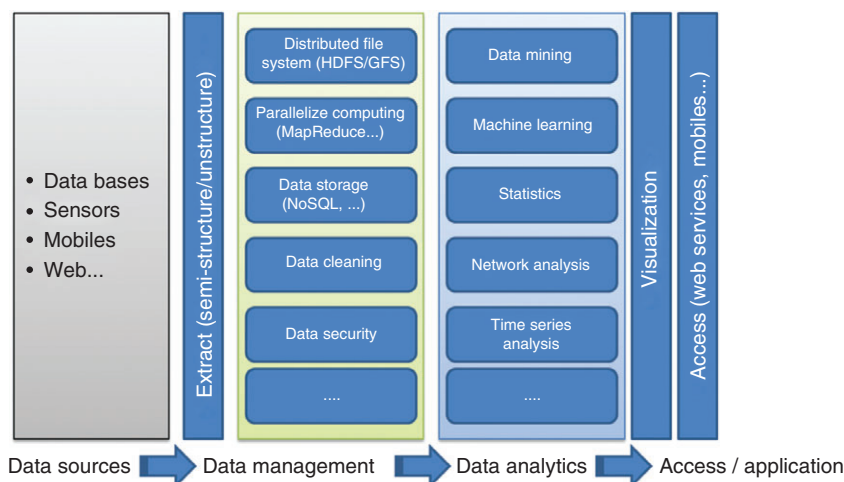 • Data bases
• Sensors
• Mobiles
• Web...
Extract (semi-structure/unstructure)
Distributed file
system (HDFS/GFS)
Parallelize computing
(MapReduce...)
Data storage
(NoSQL, ...)
Data cleaning
Data security
....
Data mining
Machine learning
Statistics
Network analysis
Time series
analysis
....
Visualization
Access (web services, mobiles...)
Data sources
Data management
Data analytics
Access / application